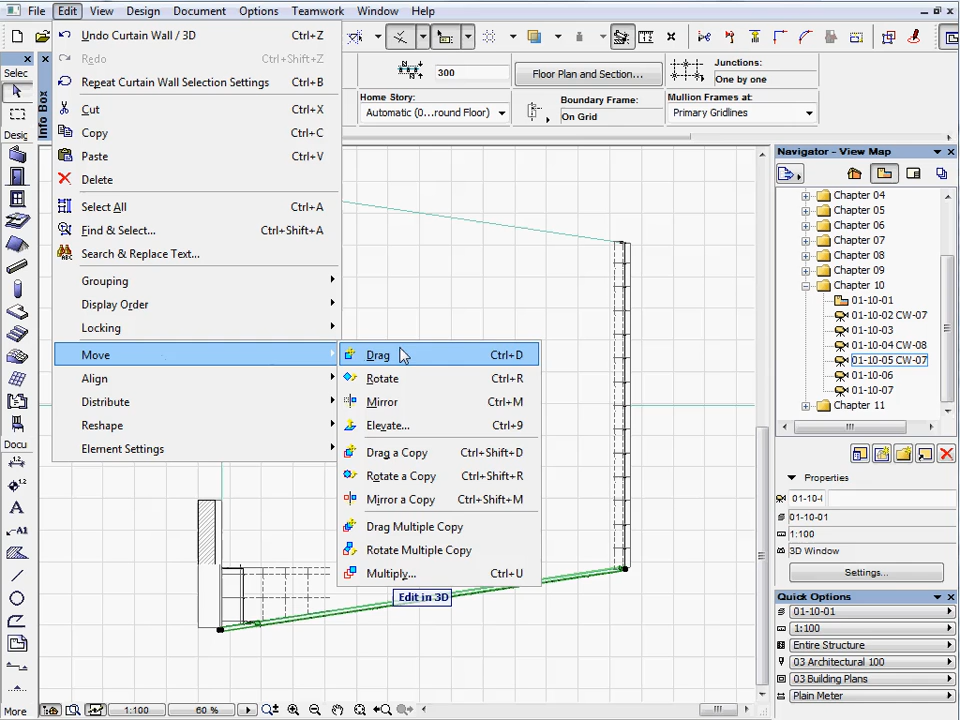 File Edit View Design Document Options Teamwork Window Help
Undo Curtain Wall / 3D Ctrl+Z
Redo Ctrl+Shift+Z
Repeat Curtain Wall Selection Settings Ctrl+B
Cut Ctrl+X
Copy Ctrl+C
Paste Ctrl+V
Delete
Select All Ctrl+A
Find & Select... Ctrl+Shift+A
Search & Replace Text...
Grouping
Display Order
Locking
Move
Align
Distribute
Reshape
Element Settings
Drag Ctrl+D
Rotate Ctrl+R
Mirror Ctrl+M
Elevate... Ctrl+9
Drag a Copy Ctrl+Shift+D
Rotate a Copy Ctrl+Shift+R
Mirror a Copy Ctrl+Shift+M
Drag Multiple Copy
Rotate Multiple Copy
Multiply... Ctrl+U
Edit in 3D
Selec
Desig
Docu
More
Info Box
300
Home Story:
Automatic (0...round Floor)
Floor Plan and Section...
Boundary Frame:
On Grid
Junctions:
One by one
Mullion Frames at:
Primary Gridlines
Navigator - View Map
Chapter 04
Chapter 05
Chapter 06
Chapter 07
Chapter 08
Chapter 09
Chapter 10
01-10-01
01-10-02 CW-07
01-10-03
01-10-04 CW-08
01-10-05 CW-07
01-10-06
01-10-07
Chapter 11
Properties
01-10-(
01-10-01
1:100
3D Window
Settings...
Quick Options
01-10-01
1:100
Entire Structure
03 Architectural 100
03 Building Plans
Plain Meter
1:100
60 %